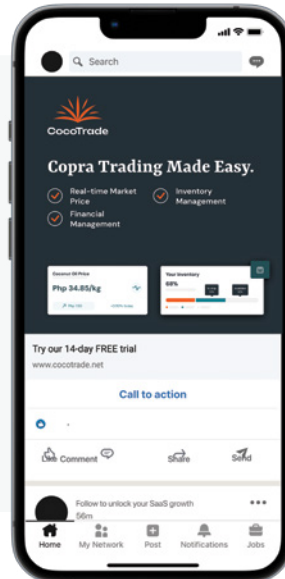 Search
CocoTrade
Copra Trading Made Easy.
Real-time Market
Price
Inventory
Management
Financial
Management
Coconut Oil Price
Php 34.85/kg
Your Inventory
68%
Try our 14-day FREE trial
www.cocotrade.net
Call to action
Like Comment
Share
Send
Follow to unlock your SaaS growth
56m
Home
My Network
Post
Notifications
Jobs